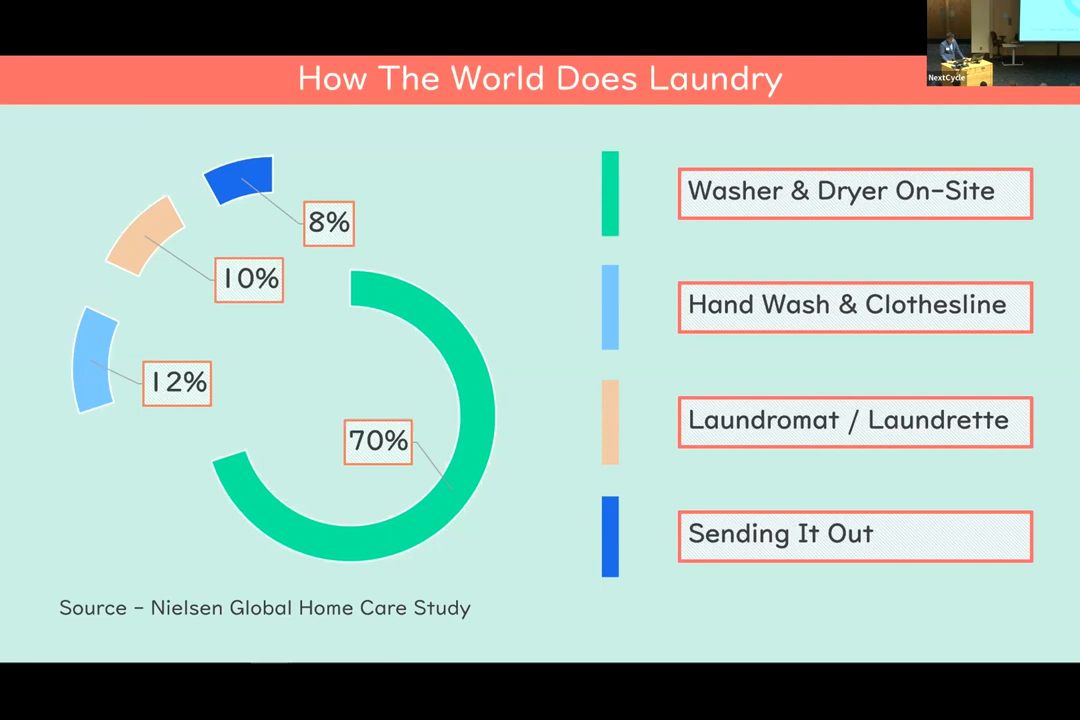 How The World Does Laundry
NextCycle
8%
10%
12%
70%
Washer & Dryer On-Site
Hand Wash & Clothesline
Laundromat / Laundrette
Sending It Out
Source - Nielsen Global Home Care Study